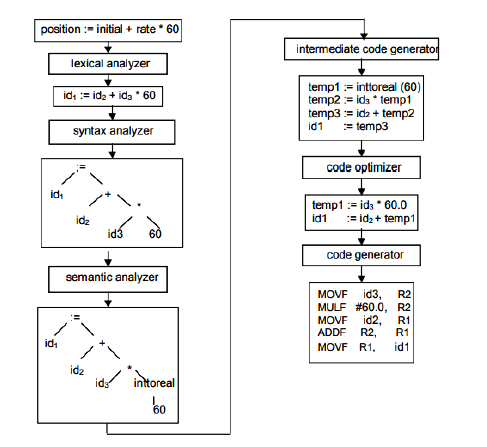 position := initial + rate * 60
lexical analyzer
id₁ := id₂ + id₃ * 60
syntax analyzer
:=
id₁ +
id₂ *
id3 60
semantic analyzer
:=
id₁ +
id₂ *
id₃ inttoreal
60
intermediate code generator
temp1 := inttoreal (60)
temp2 := id₃ * temp1
temp3 := id₂ + temp2
id1 := temp3
code optimizer
temp1 := id₃ * 60.0
id1 := id₂ + temp1
code generator
MOVF id3, R2
MULF #60.0, R2
MOVF id2, R1
ADDF R2, R1
MOVF R1, id1